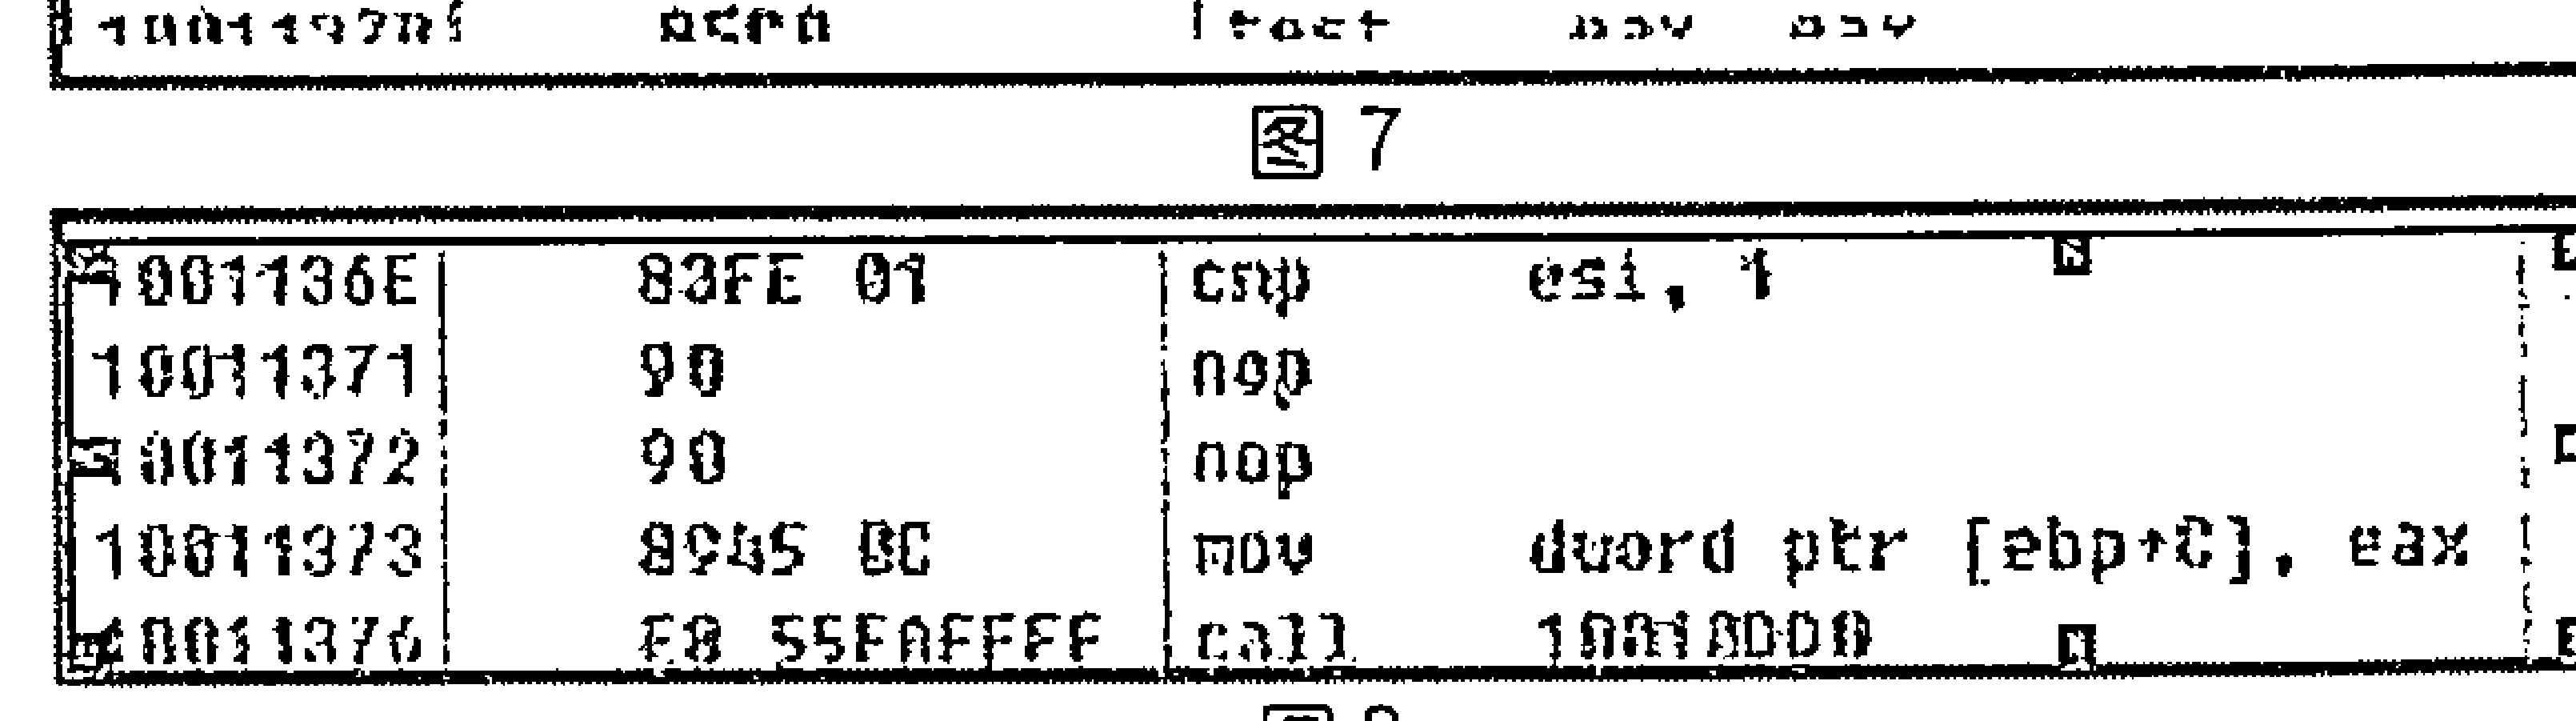 图 7
1001136E 83FE 01 cmp esi, 1
10011371 90 nop
10011372 90 nop
10011373 8945 0C mov dword ptr [ebp+C], eax
10011376 E8 55FAFFFF call 10010DD0